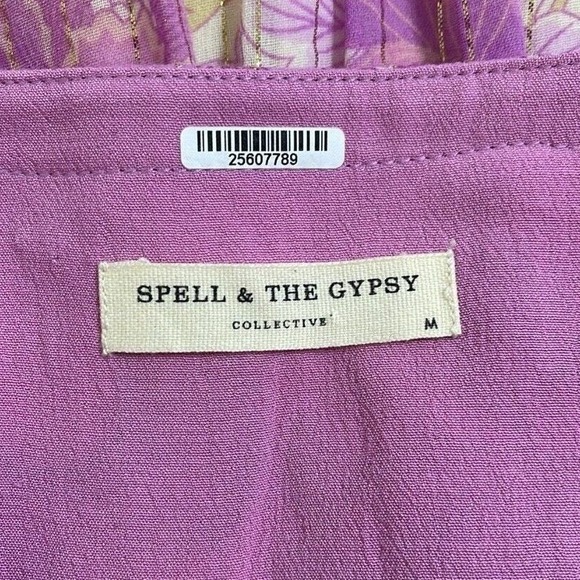 25607789
SPELL & THE GYPSY
COLLECTIVE
M